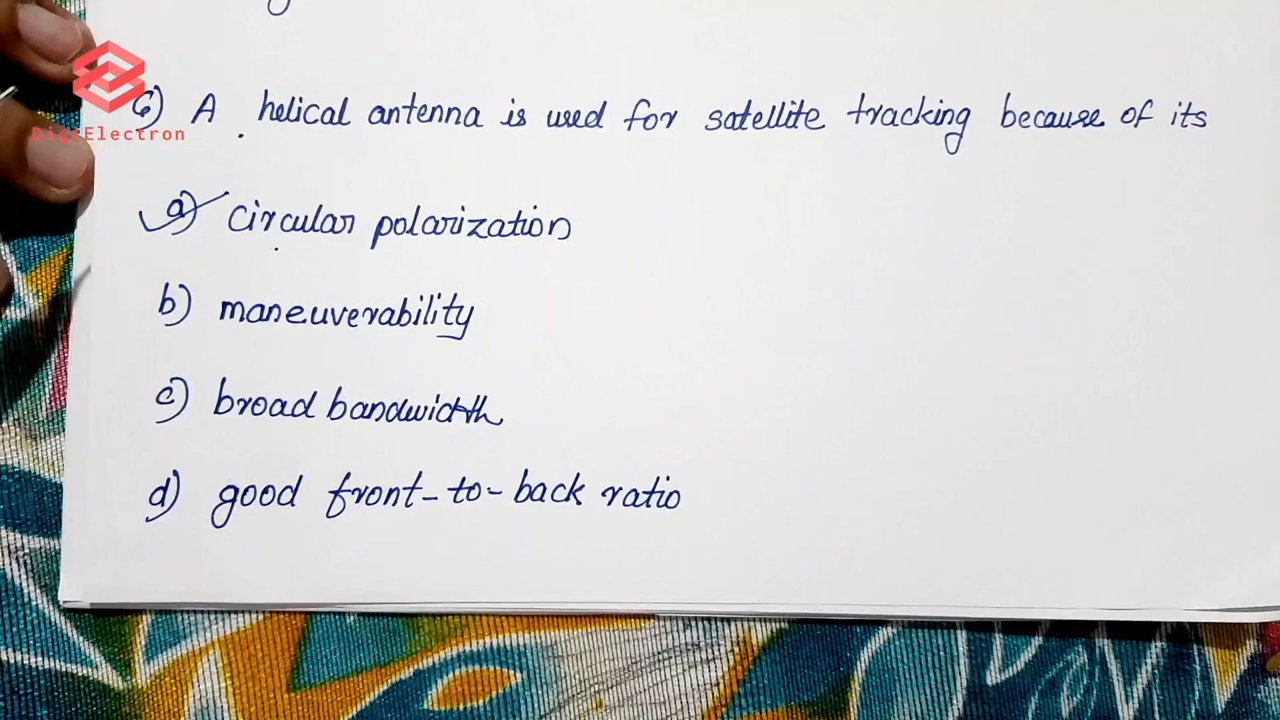 DigiElectron
6) A helical antenna is used for satellite tracking because of its
a) circular polarization
b) maneuverability
c) broad bandwidth
d) good front-to-back ratio